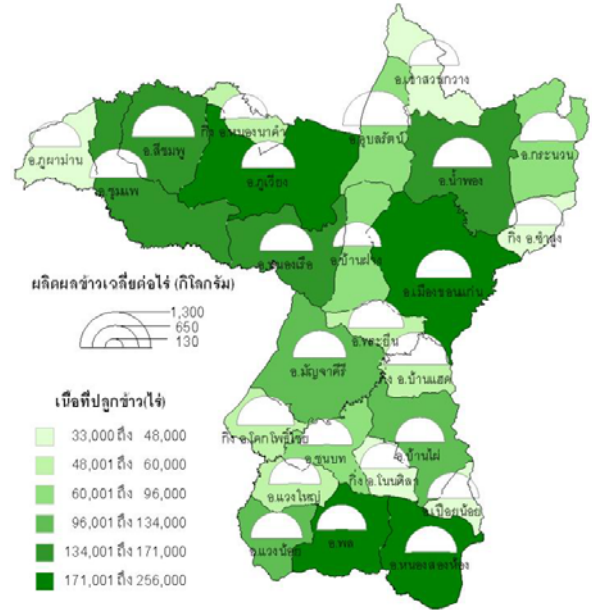 อ.เขาสวนกวาง
กิ่ง อ.หนองนาคำ
อ.อุบลรัตน์
อ.กระนวน
อ.สีชมพู
อ.ภูผาม่าน
อ.ภูเวียง
อ.น้ำพอง
อ.ชุมแพ
กิ่ง อ.ซำสูง
อ.หนองเรือ
อ.บ้านฝาง
ผลิตผลข้าวเฉลี่ยต่อไร่ (กิโลกรัม)
อ.เมืองขอนแก่น
1,300
650
130
อ.พระยืน
อ.มัญจาคีรี
กิ่ง อ.บ้านแฮด
เนื้อที่ปลูกข้าว(ไร่)
33,000 ถึง 48,000
48,001 ถึง 60,000
60,001 ถึง 96,000
96,001 ถึง 134,000
134,001 ถึง 171,000
171,001 ถึง 256,000
กิ่ง อ.โคกโพธิ์ไชย
อ.ชนบท
อ.บ้านไผ่
กิ่ง อ.โนนศิลา
อ.แวงใหญ่
อ.เปือยน้อย
อ.แวงน้อย
อ.พล
อ.หนองสองห้อง